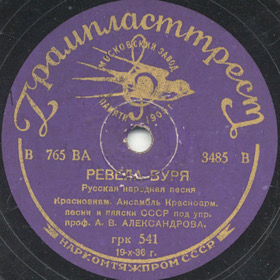 Грампласттрест
МОСКОВСКИЙ ЗАВОД
ПАМЯТИ 1905 г.
В 765 ВА 3485 В
РЕВЕЛА БУРЯ
Русская народная песня
Краснознам. Ансамбль Красноарм.
песни и пляски СССР под упр.
проф. А. В. АЛЕКСАНДРОВА.
грк 541
19-х-36 г.
НАРКОМТЯЖПРОМ СССР